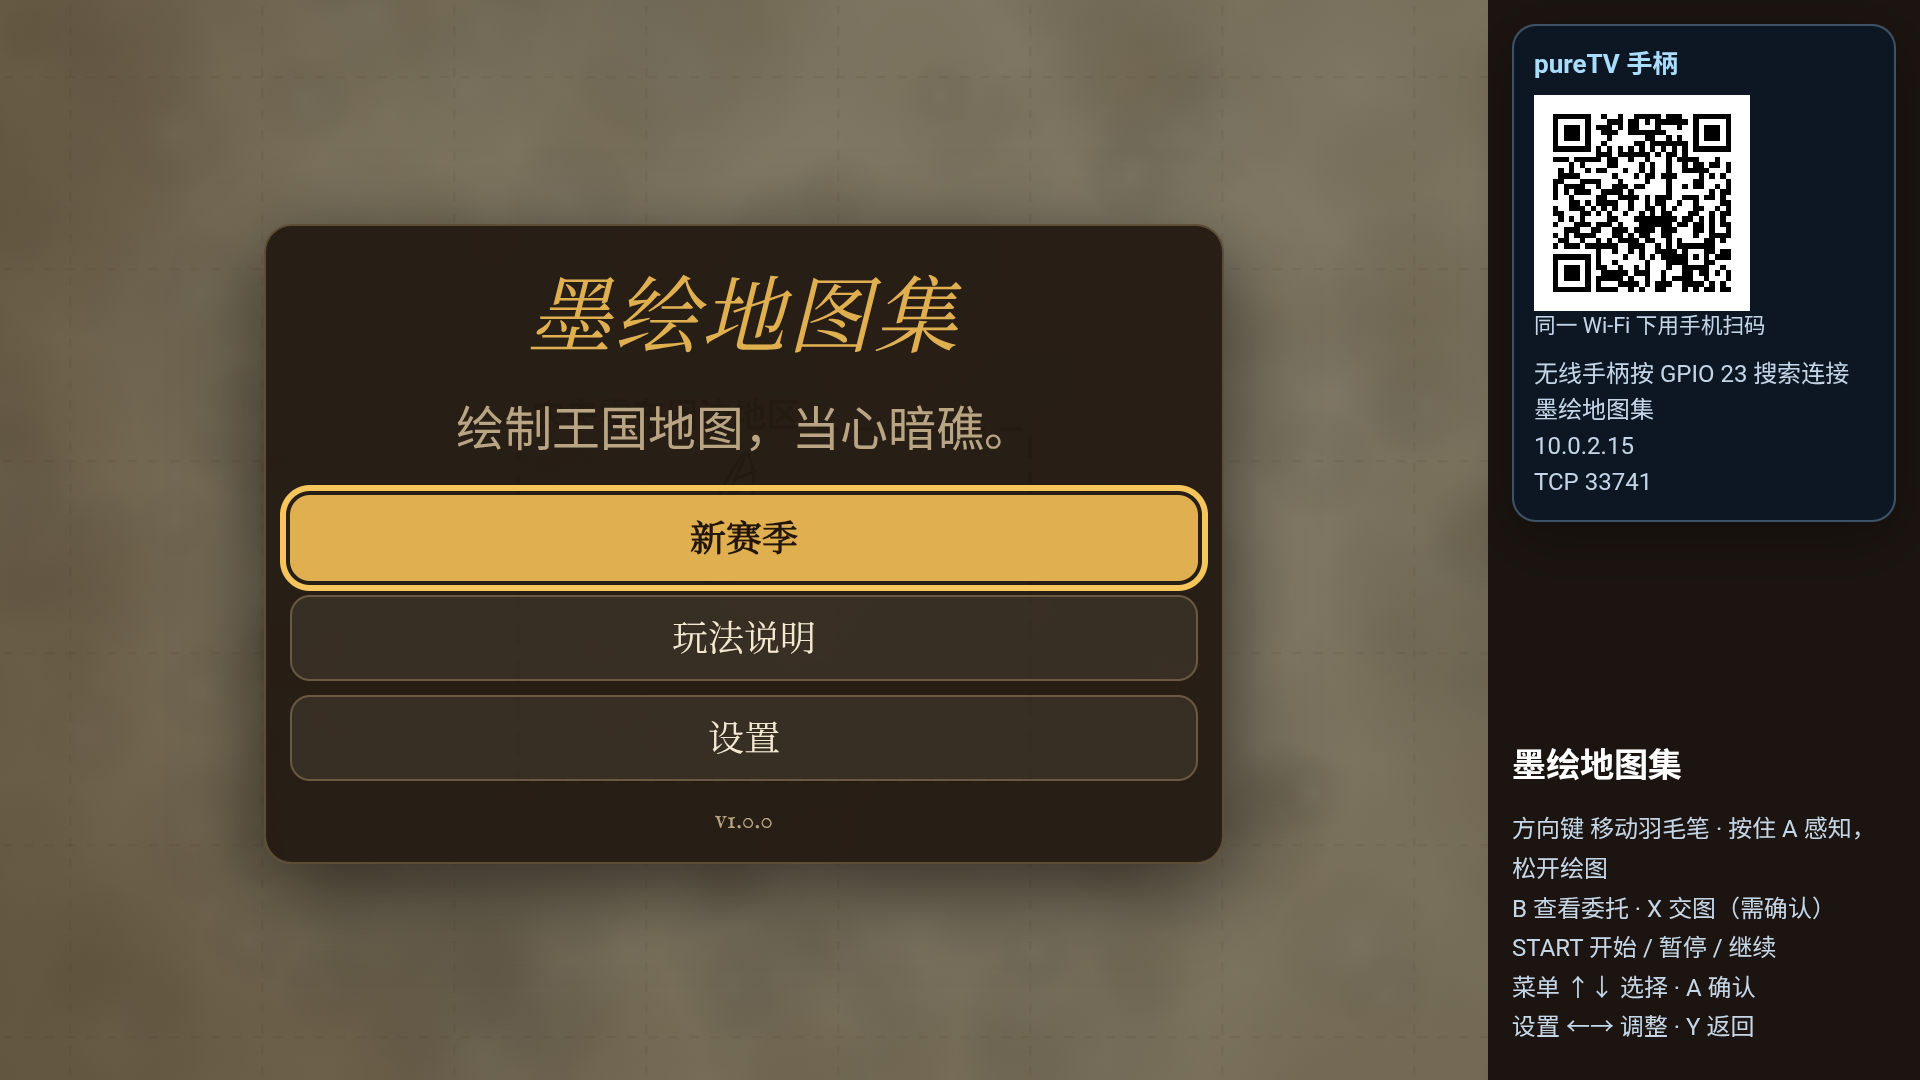 墨绘地图集
绘制王国地图，当心暗礁。
新赛季
玩法说明
设置
v1.0.0
pureTV 手柄
同一 Wi-Fi 下用手机扫码
无线手柄按 GPIO 23 搜索连接
墨绘地图集
10.0.2.15
TCP 33741
墨绘地图集
方向键 移动羽毛笔 · 按住 A 感知，
松开绘图
B 查看委托 · X 交图（需确认）
START 开始 / 暂停 / 继续
菜单 ↑↓ 选择 · A 确认
设置 ←→ 调整 · Y 返回